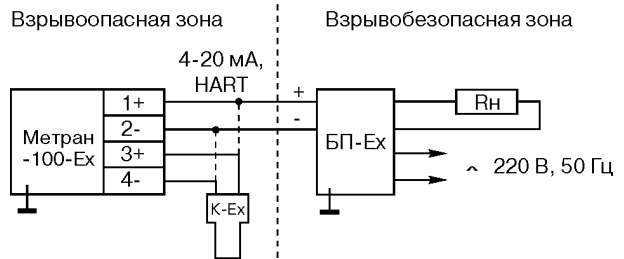 Взрывоопасная зона
Взрывобезопасная зона
4-20 мА,
HART
1+
2-
3+
4-
Метран
-100-Ex
+
-
БП-Ex
Rн
~ 220 В, 50 Гц
К-Ex